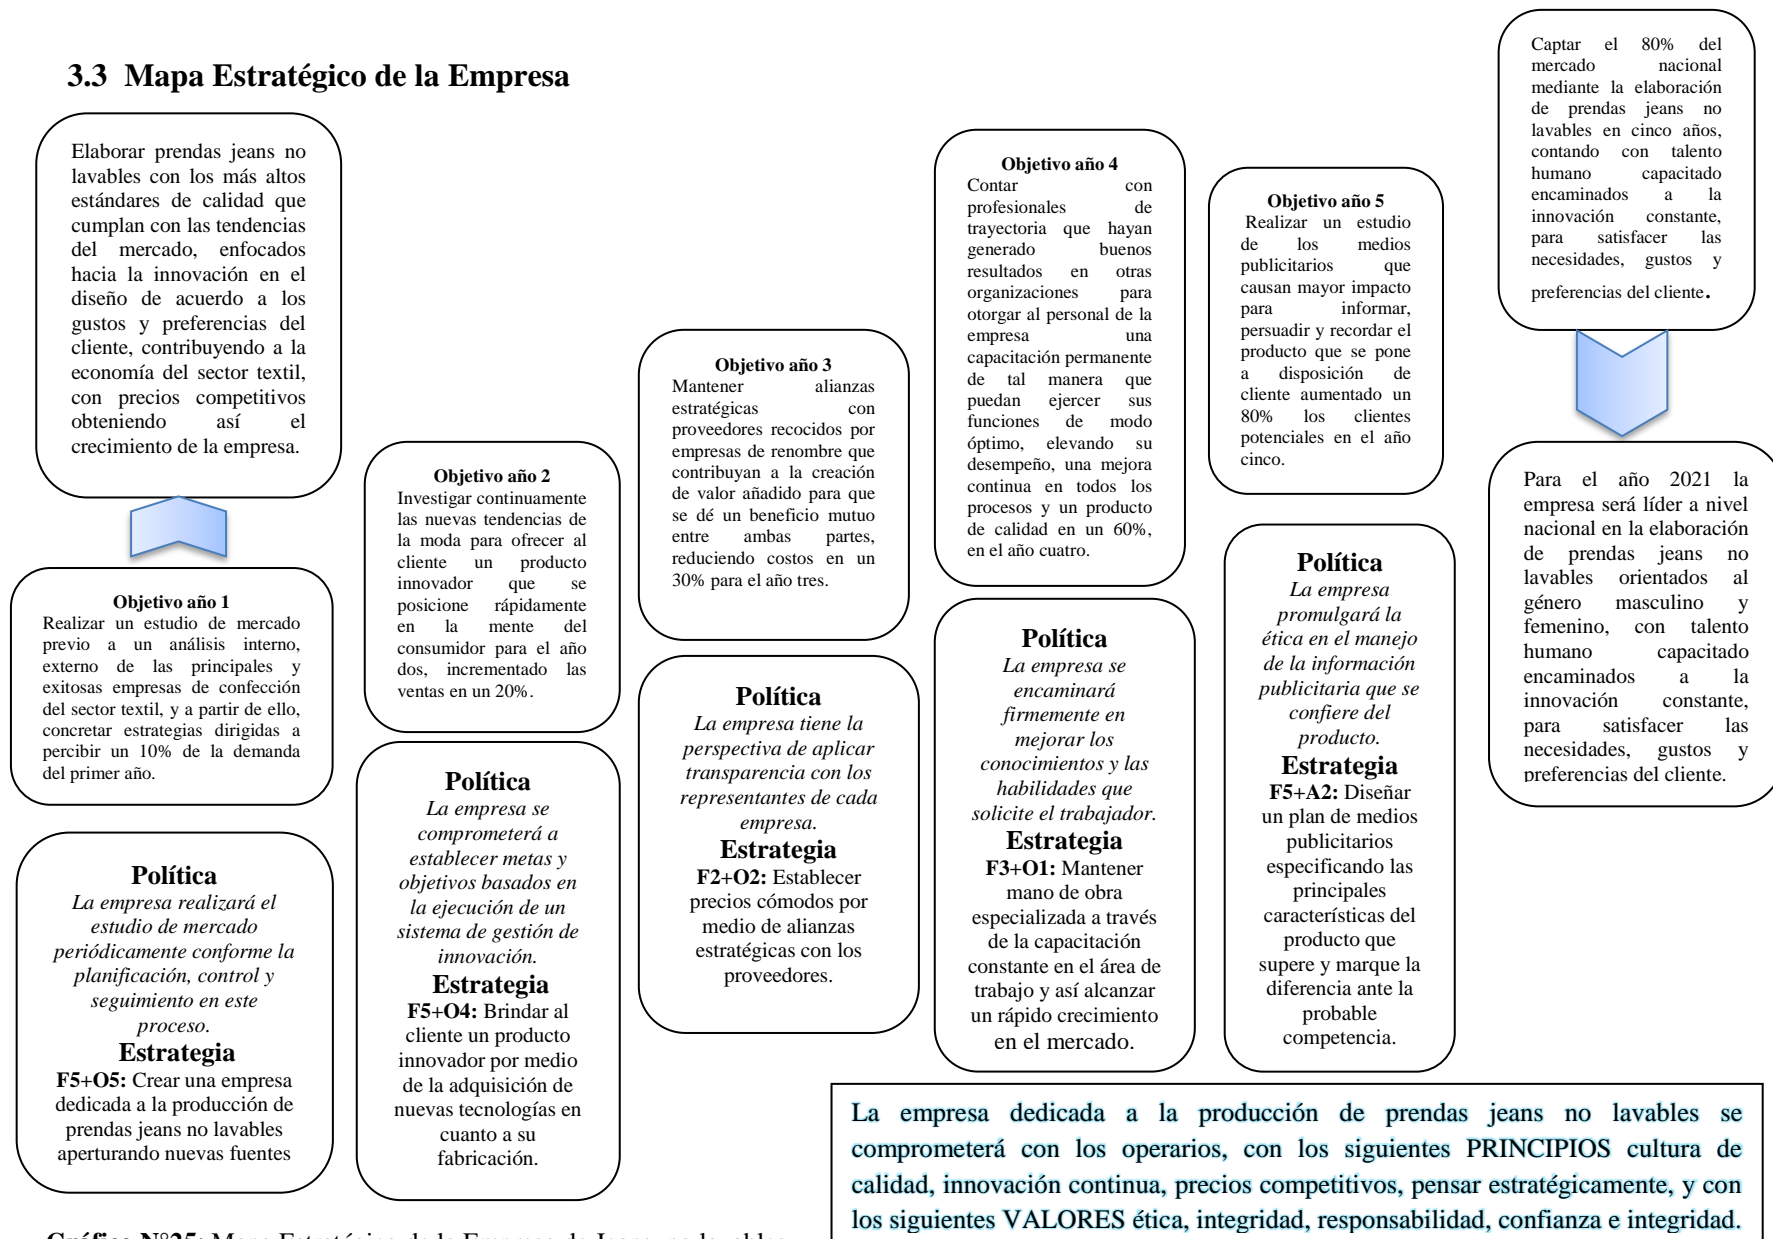 3.3 Mapa Estratégico de la Empresa
Elaborar prendas jeans no
lavables con los más altos
estándares de calidad que
cumplan con las tendencias
del mercado, enfocados
hacia la innovación en el
diseño de acuerdo a los
gustos y preferencias del
cliente, contribuyendo a la
economía del sector textil,
con precios competitivos
obteniendo así el
crecimiento de la empresa.
Objetivo año 1
Realizar un estudio de mercado
previo a un análisis interno,
externo de las principales y
exitosas empresas de confección
del sector textil, y a partir de ello,
concretar estrategias dirigidas a
percibir un 10% de la demanda
del primer año.
Política
La empresa realizará el
estudio de mercado
periódicamente conforme la
planificación, control y
seguimiento en este
proceso.
Estrategia
F5+O5: Crear una empresa
dedicada a la producción de
prendas jeans no lavables
aperturando nuevas fuentes
Objetivo año 2
Investigar continuamente
las nuevas tendencias de
la moda para ofrecer al
cliente un producto
innovador que se
posicione rápidamente
en la mente del
consumidor para el año
dos, incrementado las
ventas en un 20%.
Política
La empresa se
comprometerá a
establecer metas y
objetivos basados en
la ejecución de un
sistema de gestión de
innovación.
Estrategia
F5+O4: Brindar al
cliente un producto
innovador por medio
de la adquisición de
nuevas tecnologías en
cuanto a su
fabricación.
Objetivo año 3
Mantener alianzas
estratégicas con
proveedores recocidos por
empresas de renombre que
contribuyan a la creación
de valor añadido para que
se dé un beneficio mutuo
entre ambas partes,
reduciendo costos en un
30% para el año tres.
Política
La empresa tiene la
perspectiva de aplicar
transparencia con los
representantes de cada
empresa.
Estrategia
F2+O2: Establecer
precios cómodos por
medio de alianzas
estratégicas con los
proveedores.
Objetivo año 4
Contar con
profesionales de
trayectoria que hayan
generado buenos
resultados en otras
organizaciones para
otorgar al personal de la
empresa una
capacitación permanente
de tal manera que
puedan ejercer sus
funciones de modo
óptimo, elevando su
desempeño, una mejora
continua en todos los
procesos y un producto
de calidad en un 60%,
en el año cuatro.
Política
La empresa se
encaminará
firmemente en
mejorar los
conocimientos y las
habilidades que
solicite el trabajador.
Estrategia
F3+O1: Mantener
mano de obra
especializada a través
de la capacitación
constante en el área de
trabajo y así alcanzar
un rápido crecimiento
en el mercado.
Objetivo año 5
Realizar un estudio
de los medios
publicitarios que
causan mayor impacto
para informar,
persuadir y recordar el
producto que se pone
a disposición de
cliente aumentado un
80% los clientes
potenciales en el año
cinco.
Política
La empresa
promulgará la
ética en el manejo
de la información
publicitaria que se
confiere del
producto.
Estrategia
F5+A2: Diseñar
un plan de medios
publicitarios
especificando las
principales
características del
producto que
supere y marque la
diferencia ante la
probable
competencia.
Captar el 80% del
mercado nacional
mediante la elaboración
de prendas jeans no
lavables en cinco años,
contando con talento
humano capacitado
encaminados a la
innovación constante,
para satisfacer las
necesidades, gustos y
preferencias del cliente.
Para el año 2021 la
empresa será líder a nivel
nacional en la elaboración
de prendas jeans no
lavables orientados al
género masculino y
femenino, con talento
humano capacitado
encaminados a la
innovación constante,
para satisfacer las
necesidades, gustos y
preferencias del cliente.
La empresa dedicada a la producción de prendas jeans no lavables se
comprometerá con los operarios, con los siguientes PRINCIPIOS cultura de
calidad, innovación continua, precios competitivos, pensar estratégicamente, y con
los siguientes VALORES ética, integridad, responsabilidad, confianza e integridad.
Gráfico N°25: Mapa Estratégico de la Empresa de Jeans no lavables